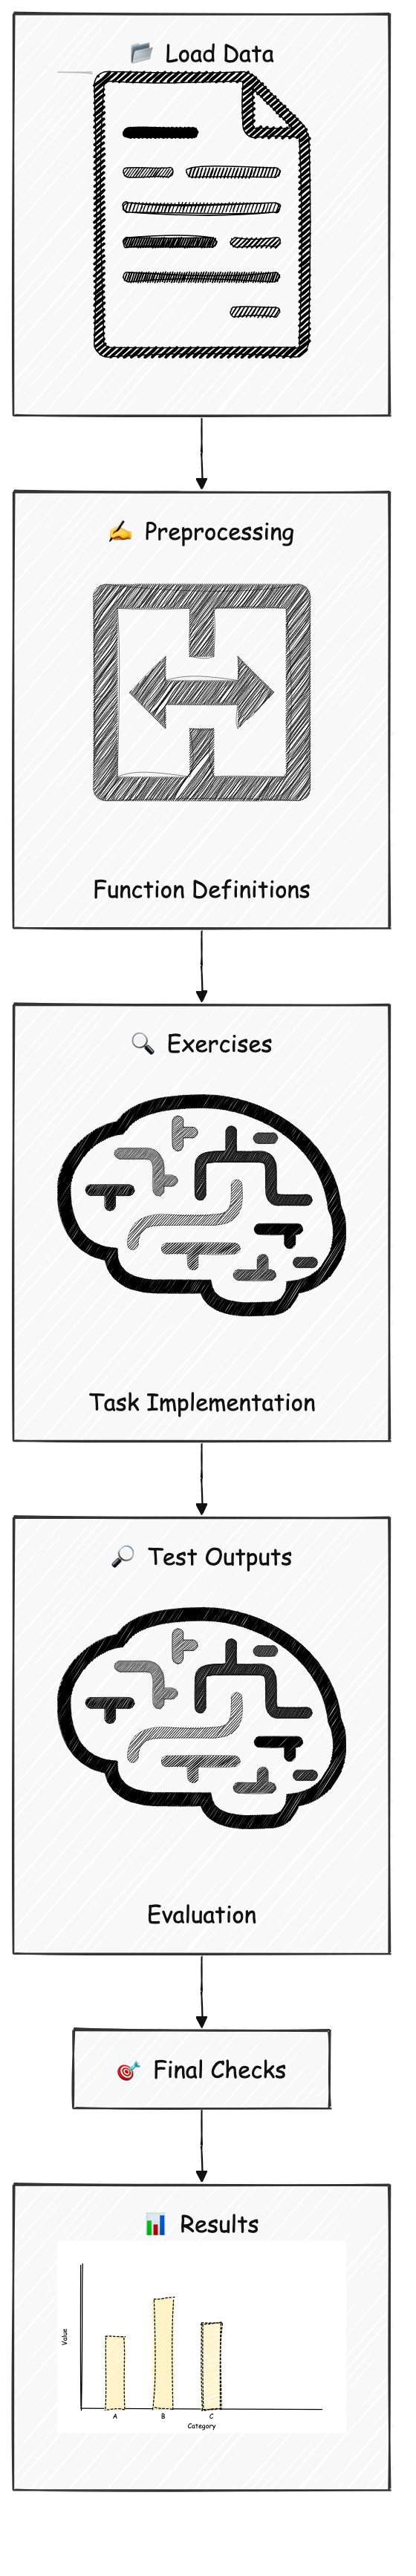 📂 Load Data
✍️ Preprocessing
Function Definitions
🔍 Exercises
Task Implementation
🔎 Test Outputs
Evaluation
🎯 Final Checks
📊 Results
Value
A B C
Category